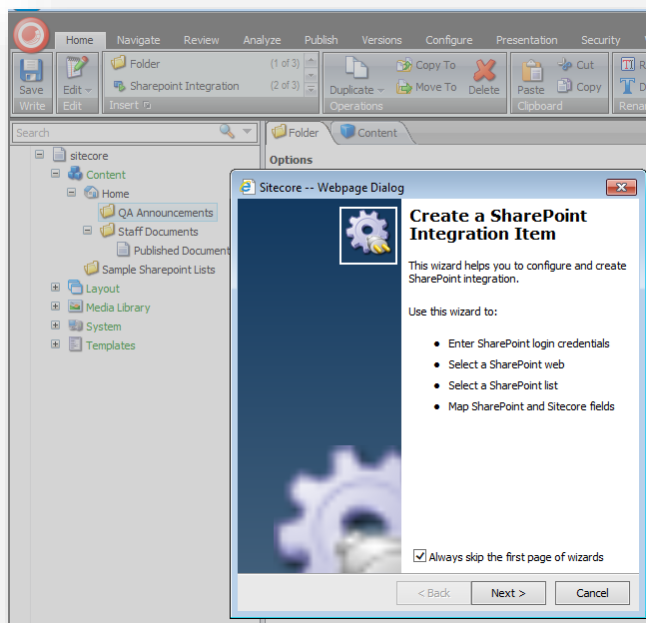 Home Navigate Review Analyze Publish Versions Configure Presentation Security
Folder (1 of 3) Copy To Cut
Save Edit Sharepoint Integration (2 of 3) Duplicate Move To Delete Paste Copy
Write Edit Insert Operations Clipboard
Search Folder Content
sitecore Options
Content
Home
QA Announcements
Staff Documents
Published Document
Sample Sharepoint Lists
Layout
Media Library
System
Templates
Sitecore -- Webpage Dialog
Create a SharePoint
Integration Item
This wizard helps you to configure and create
SharePoint integration.
Use this wizard to:
• Enter SharePoint login credentials
• Select a SharePoint web
• Select a SharePoint list
• Map SharePoint and Sitecore fields
Always skip the first page of wizards
< Back Next > Cancel